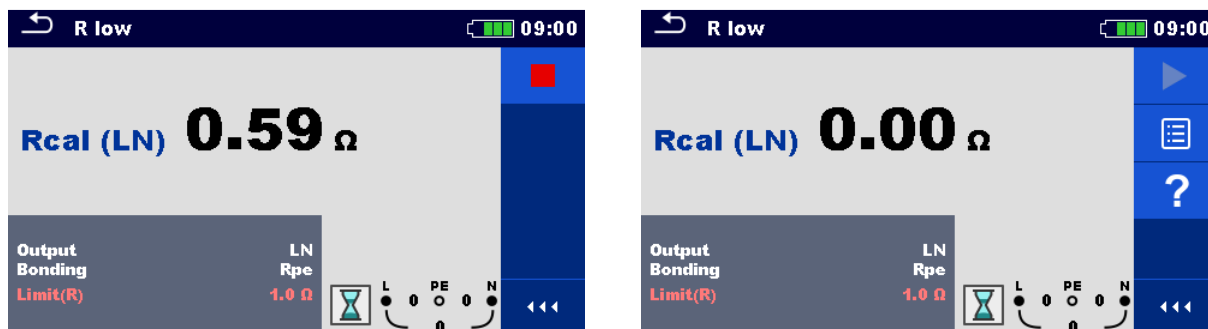 R low 09:00
Rcal (LN) 0.59 Ω
Output LN
Bonding Rpe
Limit(R) 1.0 Ω
L PE N
0 0
0
R low 09:00
Rcal (LN) 0.00 Ω
?
Output LN
Bonding Rpe
Limit(R) 1.0 Ω
L PE N
0 0
0